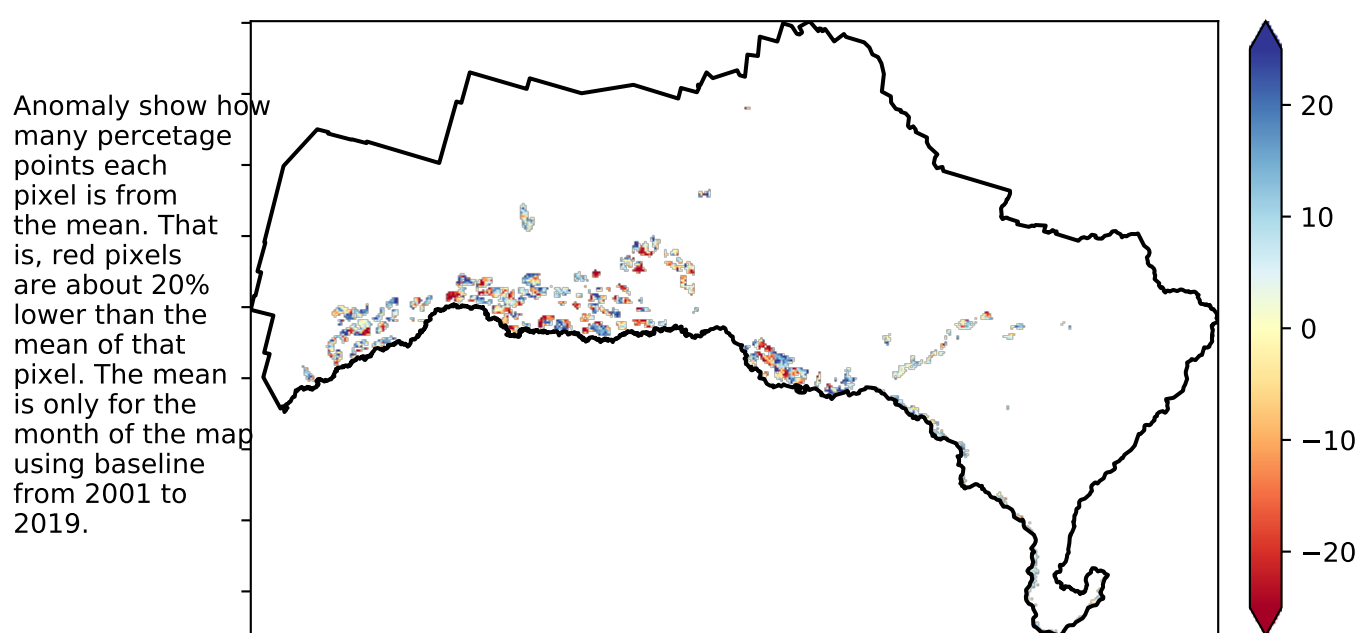 Anomaly show how
many percetage
points each
pixel is from
the mean. That
is, red pixels
are about 20%
lower than the
mean of that
pixel. The mean
is only for the
month of the map
using baseline
from 2001 to
2019.
20
10
0
−10
−20